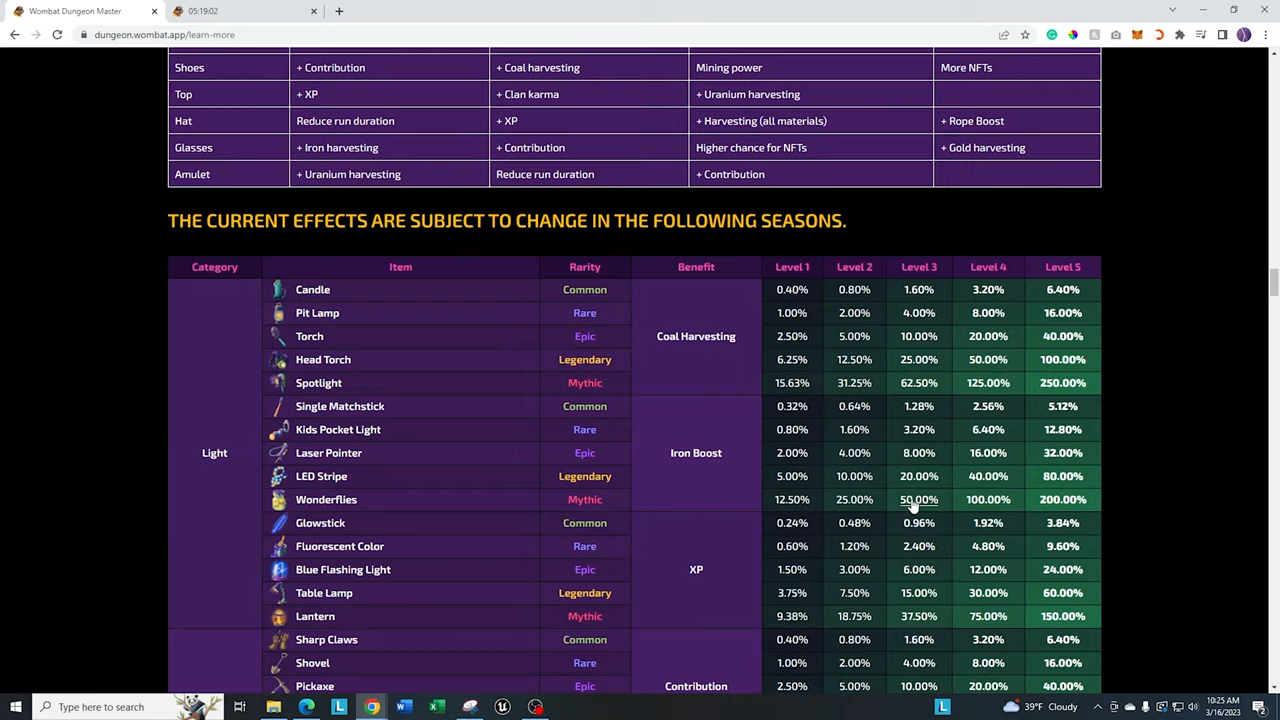 Wombat Dungeon Master
05:19:02
dungeon.wombat.app/learn-more
Shoes + Contribution + Coal harvesting Mining power More NFTs
Top + XP + Clan karma + Uranium harvesting
Hat Reduce run duration + XP + Harvesting (all materials) + Rope Boost
Glasses + Iron harvesting + Contribution Higher chance for NFTs + Gold harvesting
Amulet + Uranium harvesting Reduce run duration + Contribution
THE CURRENT EFFECTS ARE SUBJECT TO CHANGE IN THE FOLLOWING SEASONS.
Category Item Rarity Benefit Level 1 Level 2 Level 3 Level 4 Level 5
Candle Common 0.40% 0.80% 1.60% 3.20% 6.40%
Pit Lamp Rare 1.00% 2.00% 4.00% 8.00% 16.00%
Torch Epic Coal Harvesting 2.50% 5.00% 10.00% 20.00% 40.00%
Head Torch Legendary 6.25% 12.50% 25.00% 50.00% 100.00%
Spotlight Mythic 15.63% 31.25% 62.50% 125.00% 250.00%
Single Matchstick Common 0.32% 0.64% 1.28% 2.56% 5.12%
Kids Pocket Light Rare 0.80% 1.60% 3.20% 6.40% 12.80%
Light Laser Pointer Epic Iron Boost 2.00% 4.00% 8.00% 16.00% 32.00%
LED Stripe Legendary 5.00% 10.00% 20.00% 40.00% 80.00%
Wonderflies Mythic 12.50% 25.00% 50.00% 100.00% 200.00%
Glowstick Common 0.24% 0.48% 0.96% 1.92% 3.84%
Fluorescent Color Rare 0.60% 1.20% 2.40% 4.80% 9.60%
Blue Flashing Light Epic XP 1.50% 3.00% 6.00% 12.00% 24.00%
Table Lamp Legendary 3.75% 7.50% 15.00% 30.00% 60.00%
Lantern Mythic 9.38% 18.75% 37.50% 75.00% 150.00%
Sharp Claws Common 0.40% 0.80% 1.60% 3.20% 6.40%
Shovel Rare 1.00% 2.00% 4.00% 8.00% 16.00%
Pickaxe Epic Contribution 2.50% 5.00% 10.00% 20.00% 40.00%
Type here to search
39°F Cloudy
10:25 AM
3/16/2023